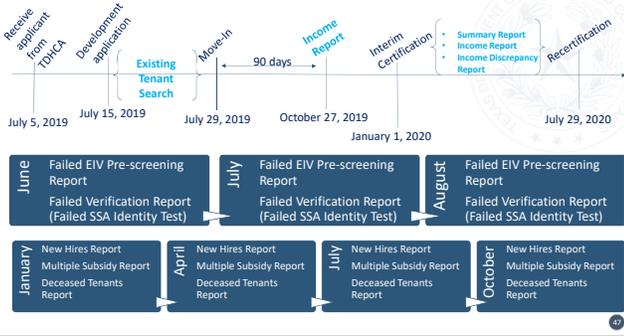 Receive
applicant
from
TDHCA
Development
application
Existing
Tenant
Search
Move-In
90 days
Income
Report
Interim
Certification
• Summary Report
• Income Report
• Income Discrepancy
Report
Recertification
July 5, 2019
July 15, 2019
July 29, 2019
October 27, 2019
January 1, 2020
July 29, 2020
June
Failed EIV Pre-screening
Report
Failed Verification Report
(Failed SSA Identity Test)
July
Failed EIV Pre-screening
Report
Failed Verification Report
(Failed SSA Identity Test)
August
Failed EIV Pre-screening
Report
Failed Verification Report
(Failed SSA Identity Test)
January
New Hires Report
Multiple Subsidy Report
Deceased Tenants
Report
April
New Hires Report
Multiple Subsidy Report
Deceased Tenants
Report
July
New Hires Report
Multiple Subsidy Report
Deceased Tenants
Report
October
New Hires Report
Multiple Subsidy Report
Deceased Tenants
Report
47